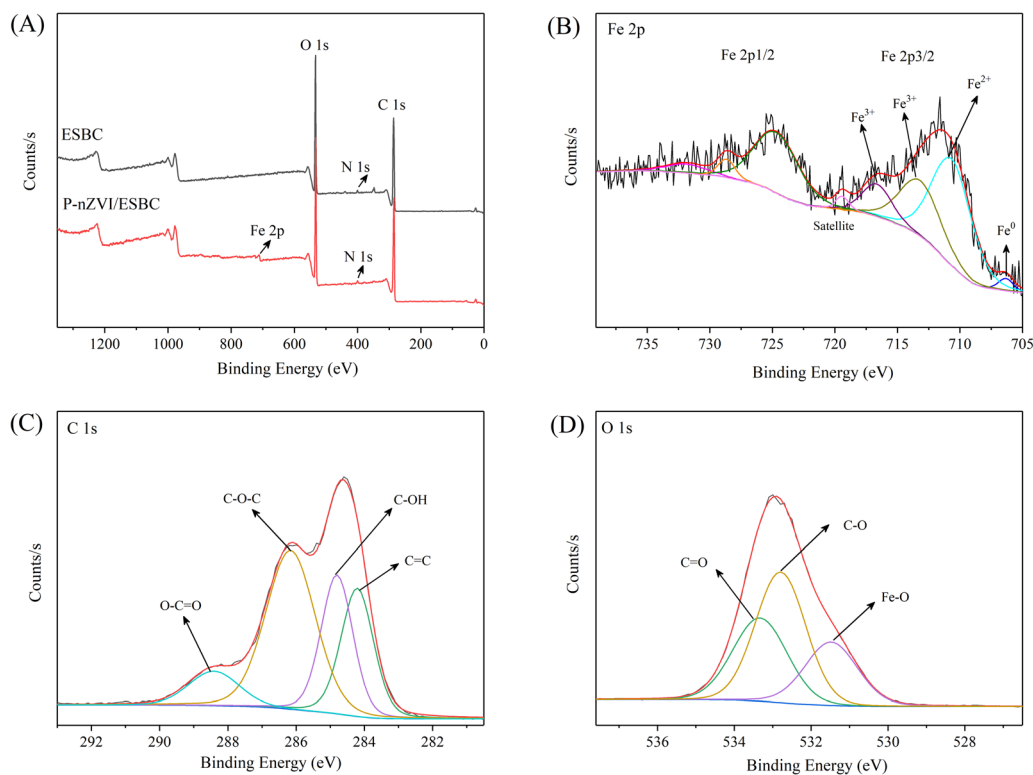 (A)
O 1s
C 1s
ESBC
N 1s
P-nZVI/ESBC
Fe 2p
N 1s
Counts/s
1200 1000 800 600 400 200 0
Binding Energy (eV)
(B)
Fe 2p
Fe 2p1/2
Fe 2p3/2
Fe³⁺
Fe³⁺
Fe²⁺
Satellite
Fe⁰
Counts/s
735 730 725 720 715 710 705
Binding Energy (eV)
(C)
C 1s
C-O-C
C-OH
C=C
O-C=O
Counts/s
292 290 288 286 284 282
Binding Energy (eV)
(D)
O 1s
C-O
C=O
Fe-O
Counts/s
536 534 532 530 528
Binding Energy (eV)